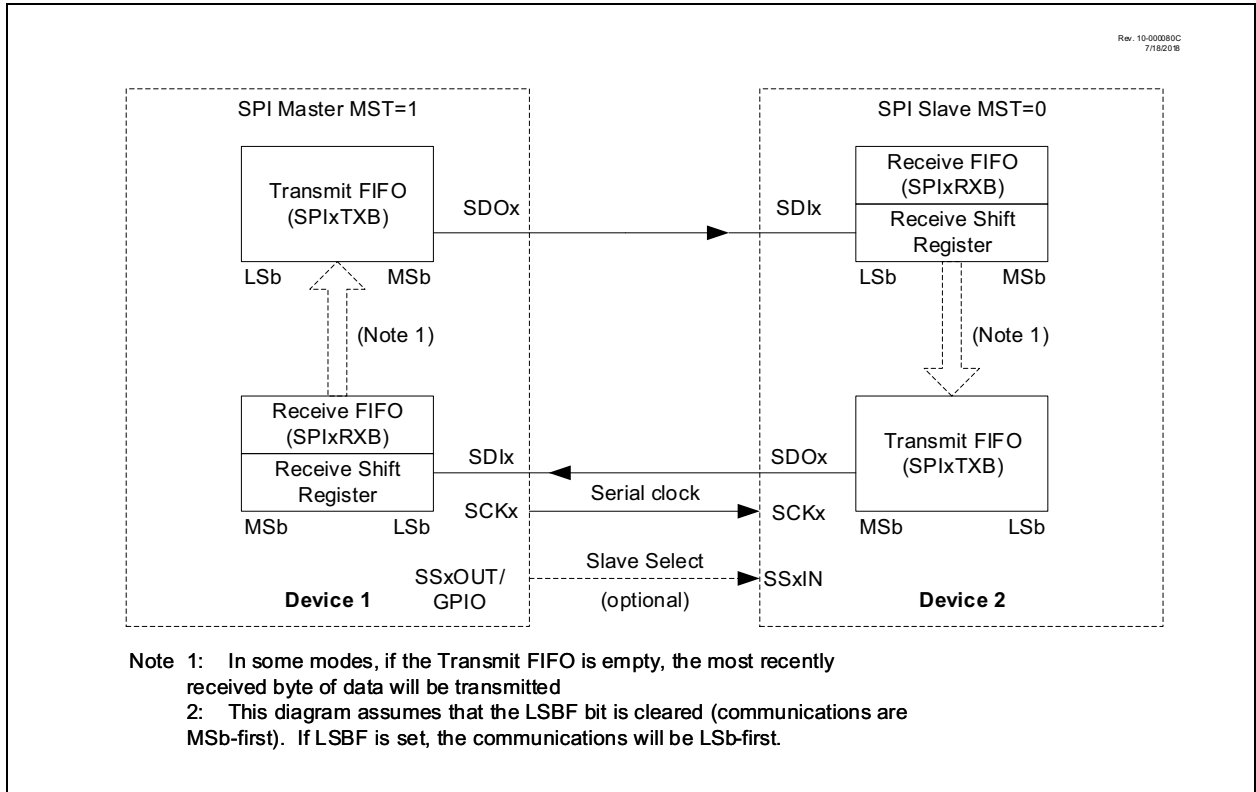 Rev. 10-000080C
7/18/2018
SPI Master MST=1
SPI Slave MST=0
Transmit FIFO
(SPIxTXB)
SDOx
SDIx
Receive FIFO
(SPIxRXB)
Receive Shift
Register
LSb
MSb
LSb
MSb
(Note 1)
(Note 1)
Receive FIFO
(SPIxRXB)
Receive Shift
Register
SDIx
SDOx
Transmit FIFO
(SPIxTXB)
Serial clock
MSb
LSb
SCKx
SCKx
MSb
LSb
SSxOUT/
GPIO
Slave Select
(optional)
SSxIN
Device 1
Device 2
Note 1: In some modes, if the Transmit FIFO is empty, the most recently
received byte of data will be transmitted
2: This diagram assumes that the LSBF bit is cleared (communications are
MSb-first). If LSBF is set, the communications will be LSb-first.